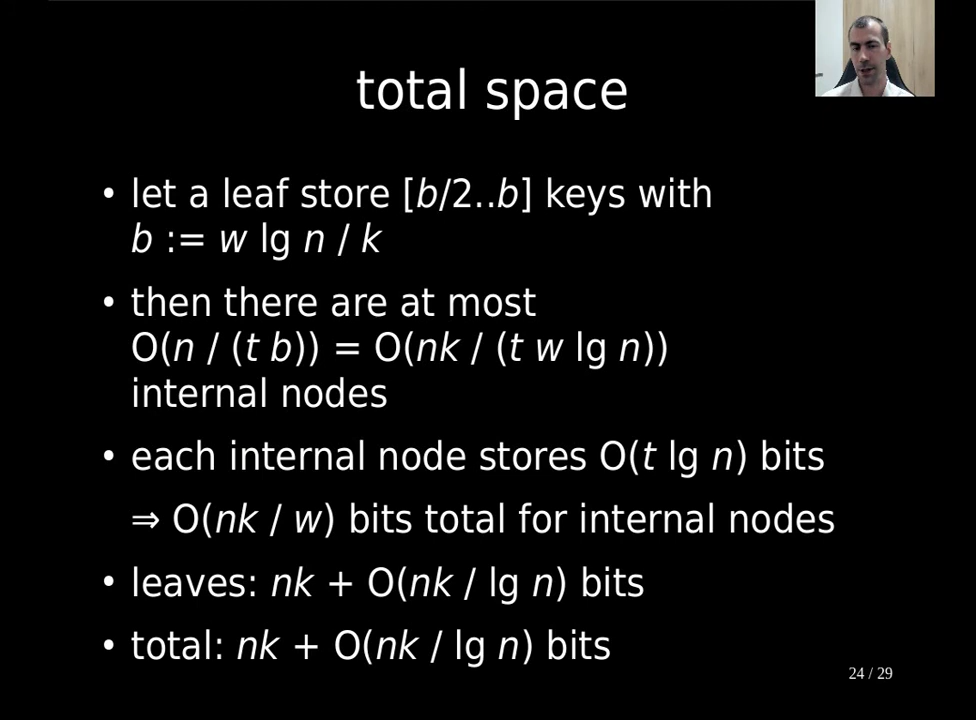 total space
• let a leaf store [b/2..b] keys with
b := w lg n / k
• then there are at most
O(n / (t b)) = O(nk / (t w lg n))
internal nodes
• each internal node stores O(t lg n) bits
⇒ O(nk / w) bits total for internal nodes
• leaves: nk + O(nk / lg n) bits
• total: nk + O(nk / lg n) bits
24 / 29